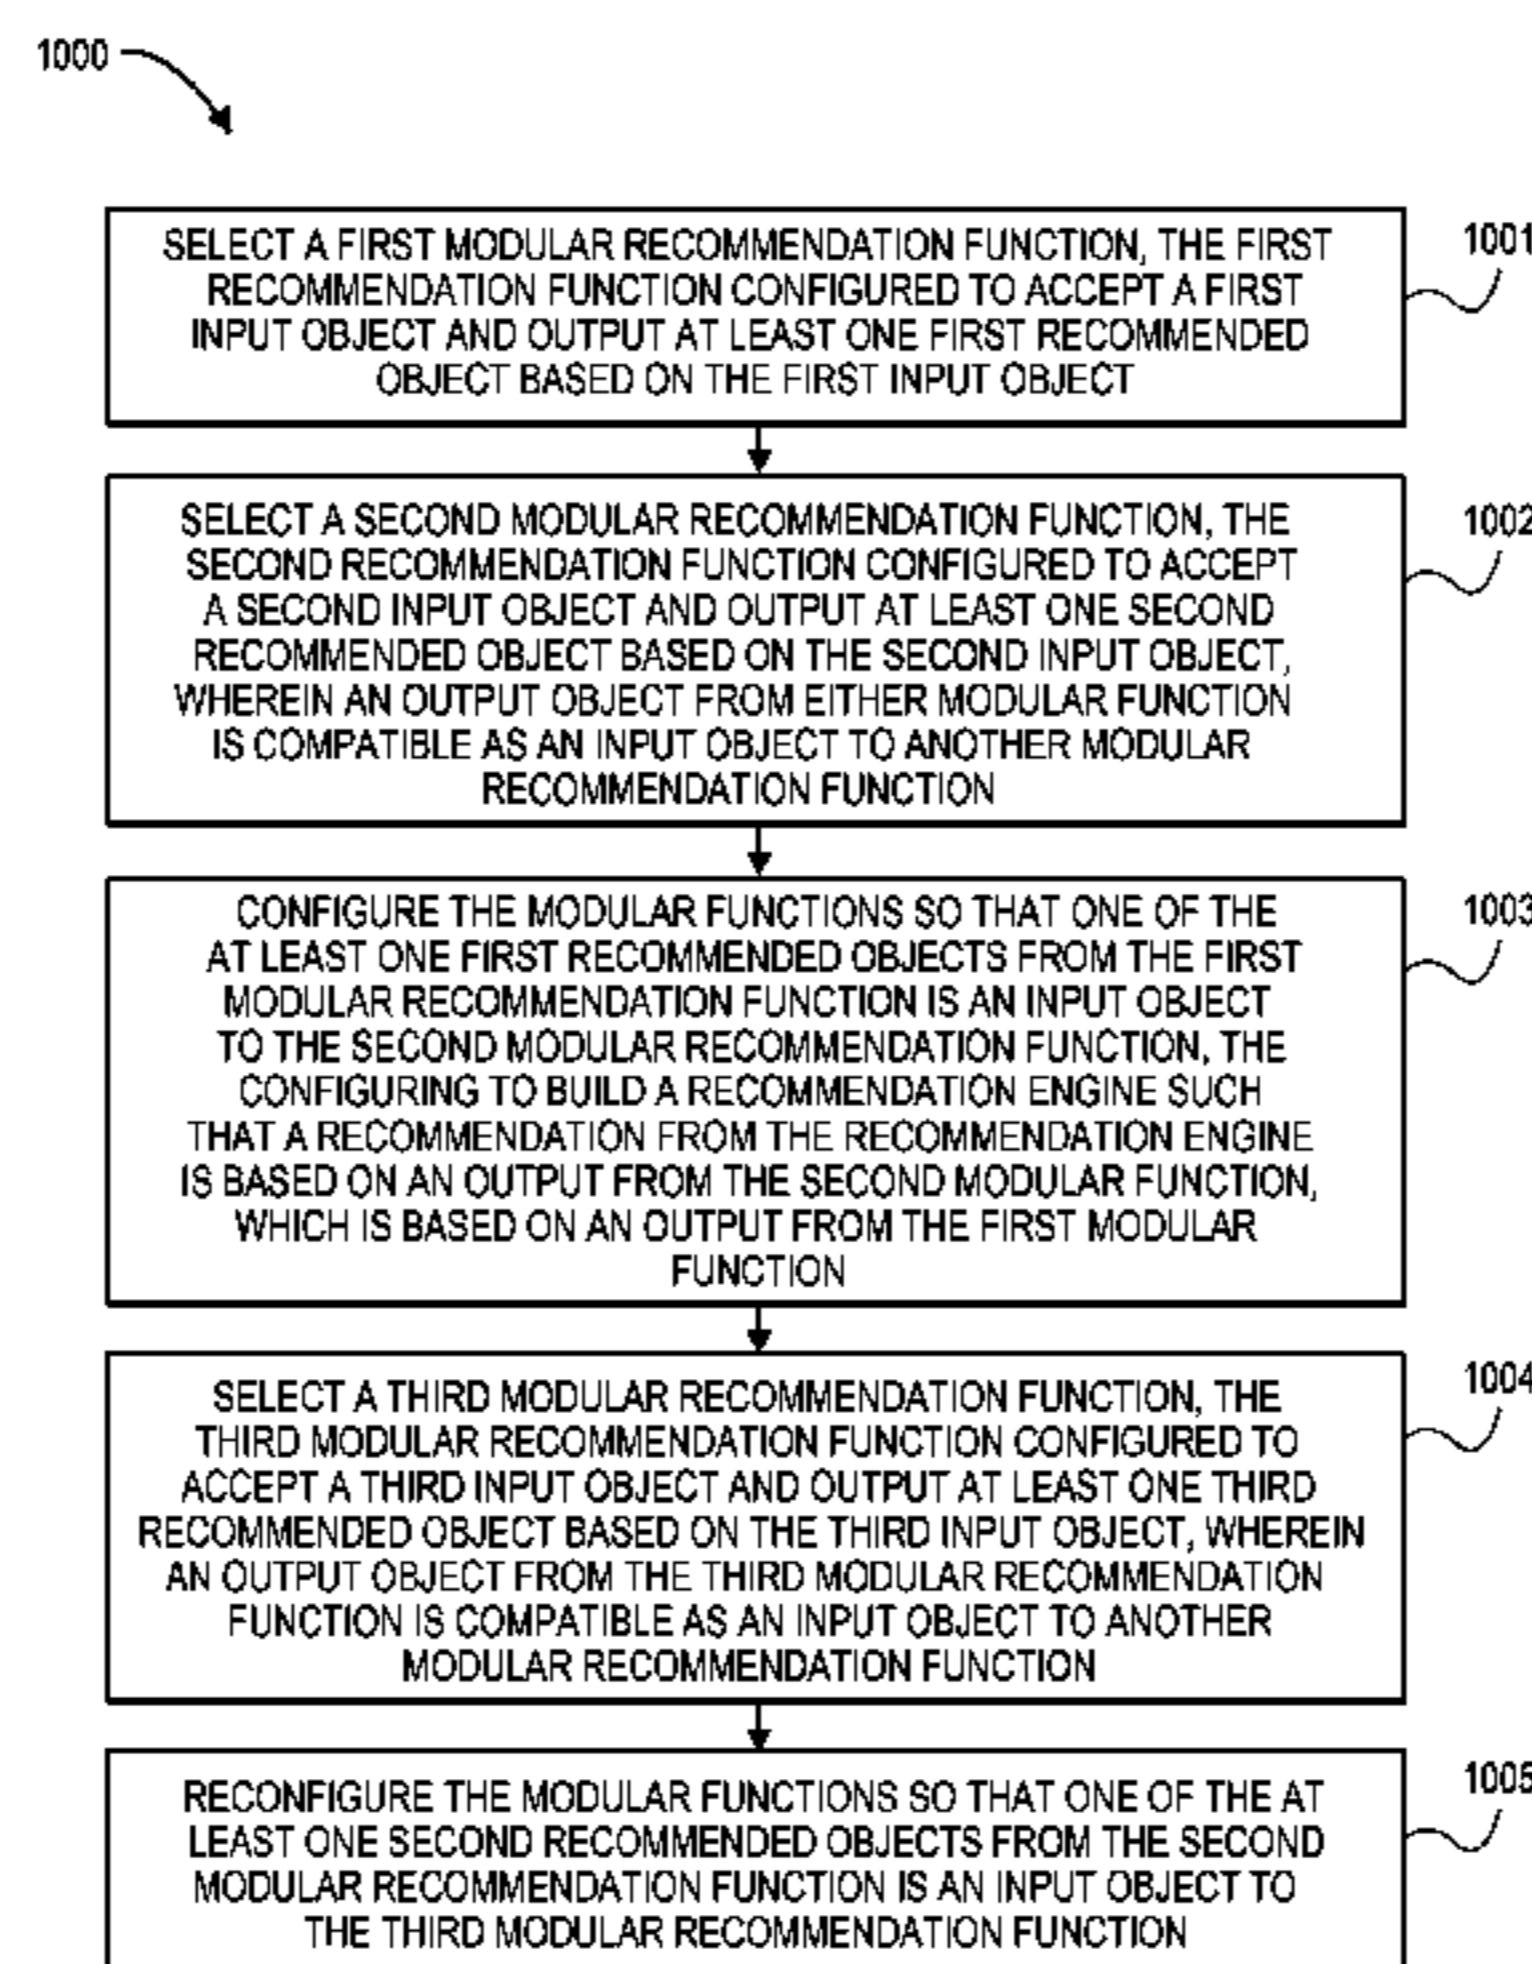 1000
SELECT A FIRST MODULAR RECOMMENDATION FUNCTION, THE FIRST
RECOMMENDATION FUNCTION CONFIGURED TO ACCEPT A FIRST
INPUT OBJECT AND OUTPUT AT LEAST ONE FIRST RECOMMENDED
OBJECT BASED ON THE FIRST INPUT OBJECT
1001
SELECT A SECOND MODULAR RECOMMENDATION FUNCTION, THE
SECOND RECOMMENDATION FUNCTION CONFIGURED TO ACCEPT
A SECOND INPUT OBJECT AND OUTPUT AT LEAST ONE SECOND
RECOMMENDED OBJECT BASED ON THE SECOND INPUT OBJECT,
WHEREIN AN OUTPUT OBJECT FROM EITHER MODULAR FUNCTION
IS COMPATIBLE AS AN INPUT OBJECT TO ANOTHER MODULAR
RECOMMENDATION FUNCTION
1002
CONFIGURE THE MODULAR FUNCTIONS SO THAT ONE OF THE
AT LEAST ONE FIRST RECOMMENDED OBJECTS FROM THE FIRST
MODULAR RECOMMENDATION FUNCTION IS AN INPUT OBJECT
TO THE SECOND MODULAR RECOMMENDATION FUNCTION, THE
CONFIGURING TO BUILD A RECOMMENDATION ENGINE SUCH
THAT A RECOMMENDATION FROM THE RECOMMENDATION ENGINE
IS BASED ON AN OUTPUT FROM THE SECOND MODULAR FUNCTION,
WHICH IS BASED ON AN OUTPUT FROM THE FIRST MODULAR
FUNCTION
1003
SELECT A THIRD MODULAR RECOMMENDATION FUNCTION, THE
THIRD MODULAR RECOMMENDATION FUNCTION CONFIGURED TO
ACCEPT A THIRD INPUT OBJECT AND OUTPUT AT LEAST ONE THIRD
RECOMMENDED OBJECT BASED ON THE THIRD INPUT OBJECT, WHEREIN
AN OUTPUT OBJECT FROM THE THIRD MODULAR RECOMMENDATION
FUNCTION IS COMPATIBLE AS AN INPUT OBJECT TO ANOTHER
MODULAR RECOMMENDATION FUNCTION
1004
RECONFIGURE THE MODULAR FUNCTIONS SO THAT ONE OF THE AT
LEAST ONE SECOND RECOMMENDED OBJECTS FROM THE SECOND
MODULAR RECOMMENDATION FUNCTION IS AN INPUT OBJECT TO
THE THIRD MODULAR RECOMMENDATION FUNCTION
1005